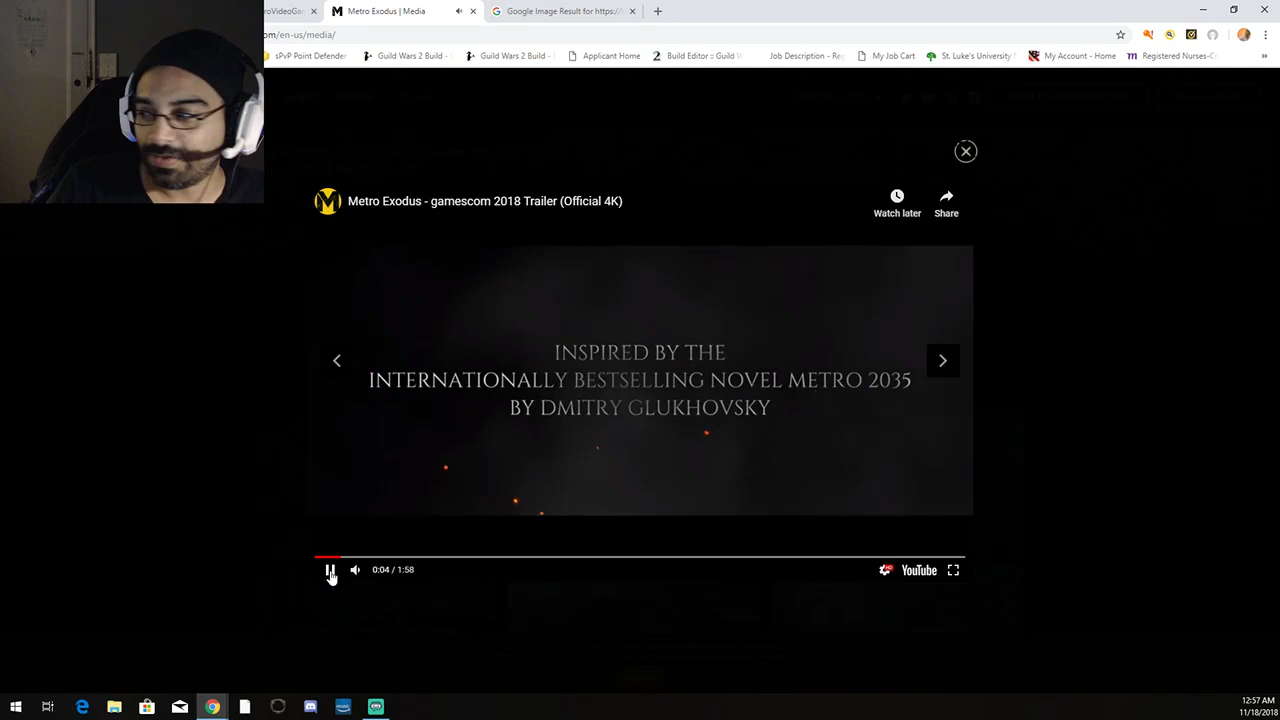 roVideoGa
Metro Exodus | Media
Google Image Result for https://
om/en-us/media/
sPvP Point Defender
Guild Wars 2 Build -
Guild Wars 2 Build -
Applicant Home
Build Editor :: Guild
Job Description - Re
My Job Cart
St. Luke's University
My Account - Home
Registered Nurses-C
Metro Exodus - gamescom 2018 Trailer (Official 4K)
Watch later
Share
INSPIRED BY THE
INTERNATIONALLY BESTSELLING NOVEL METRO 2035
BY DMITRY GLUKHOVSKY
0:04 / 1:58
HD
YouTube
12:57 AM
11/18/2018